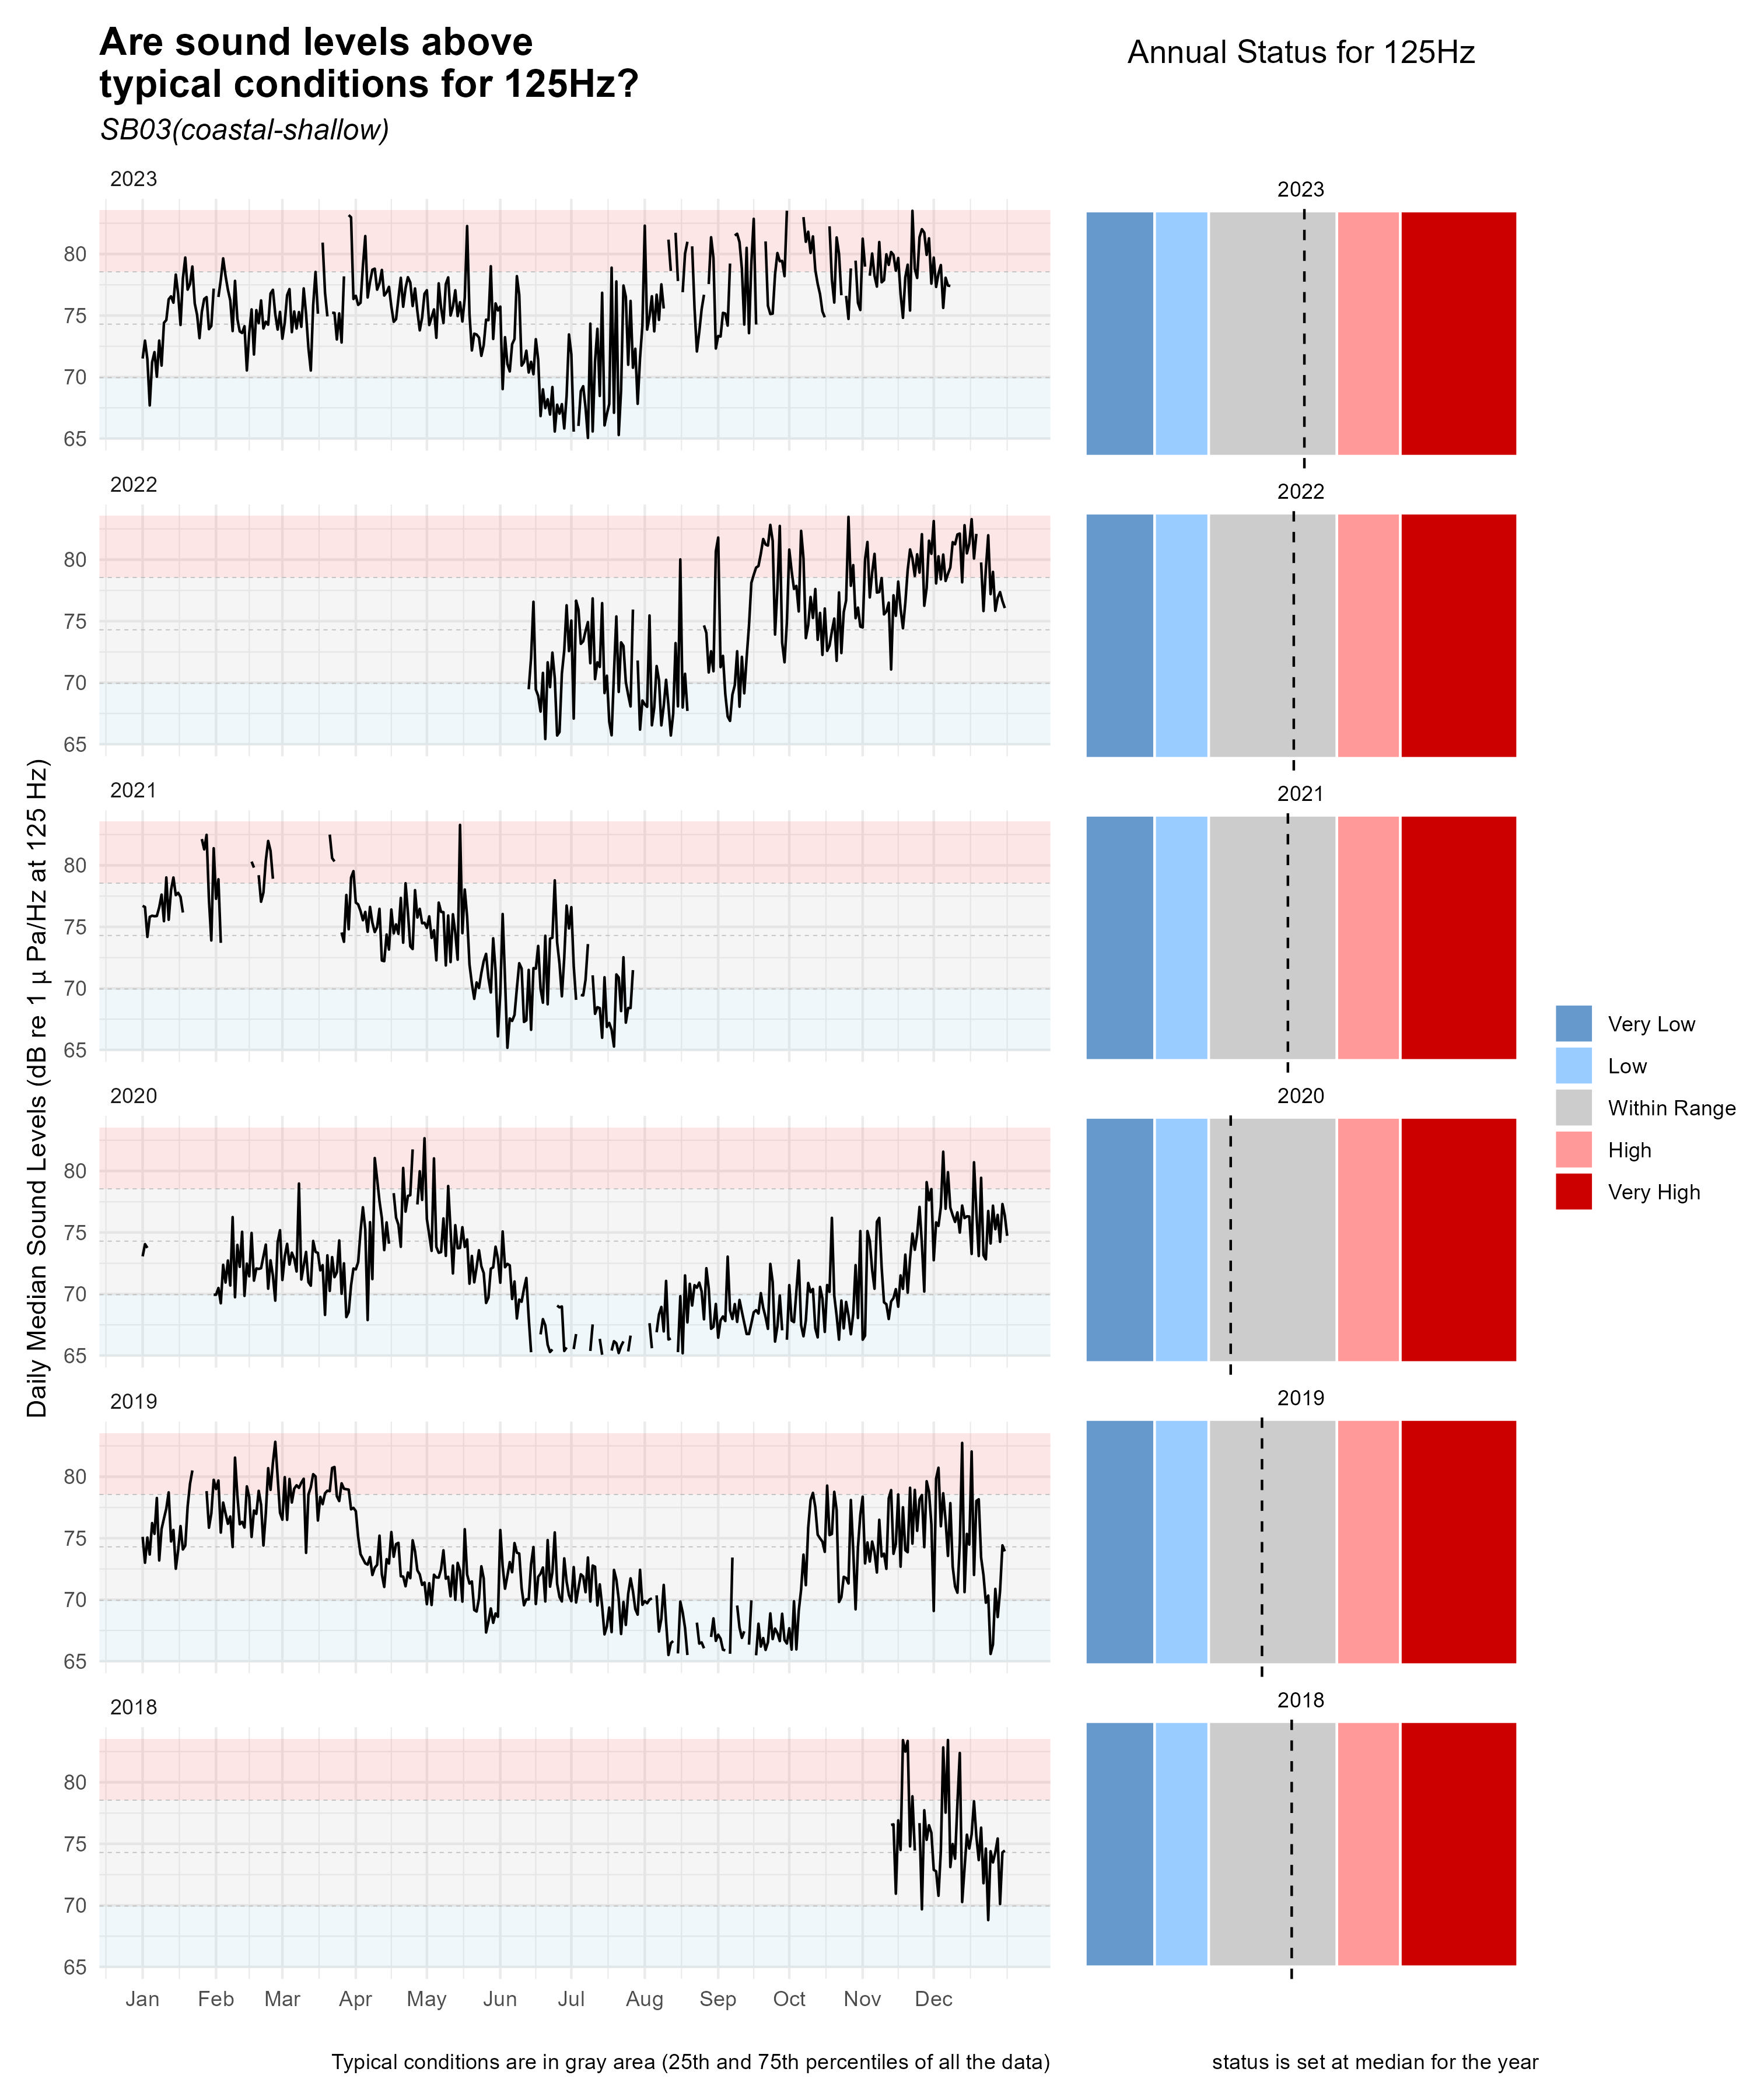 Are sound levels above
typical conditions for 125Hz?
SB03(coastal-shallow)
Annual Status for 125Hz
Daily Median Sound Levels (dB re 1 μ Pa/Hz at 125 Hz)
2023
80
75
70
65
2022
80
75
70
65
2021
80
75
70
65
2020
80
75
70
65
2019
80
75
70
65
2018
80
75
70
65
Jan Feb Mar Apr May Jun Jul Aug Sep Oct Nov Dec
Typical conditions are in gray area (25th and 75th percentiles of all the data)
2023
2022
2021
2020
2019
2018
Very Low
Low
Within Range
High
Very High
status is set at median for the year